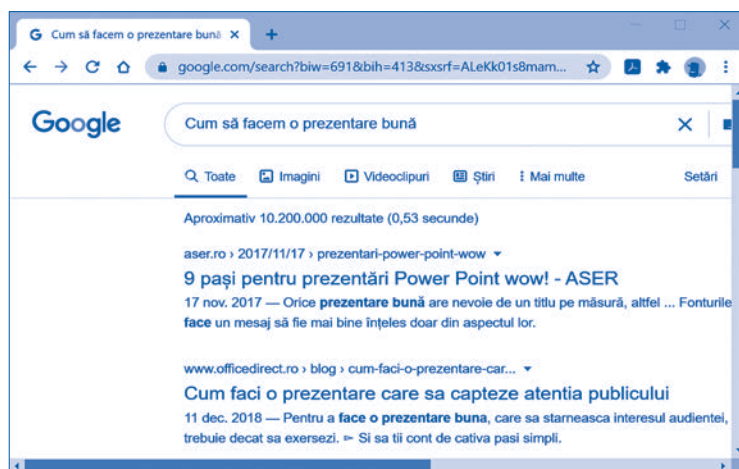 G Cum să facem o prezentare bună
google.com/search?biw=691&bih=413&sxsrf=ALeKk01s8mam...
Google
Cum să facem o prezentare bună
Toate Imagini Videoclipuri Știri Mai multe Setări
Aproximativ 10.200.000 rezultate (0,53 secunde)
aser.ro › 2017/11/17 › prezentari-power-point-wow
9 pași pentru prezentări Power Point wow! - ASER
17 nov. 2017 — Orice prezentare bună are nevoie de un titlu pe măsură, altfel ... Fonturile
face un mesaj să fie mai bine înțeles doar din aspectul lor.
www.officedirect.ro › blog › cum-faci-o-prezentare-car...
Cum faci o prezentare care sa capteze atentia publicului
11 dec. 2018 — Pentru a face o prezentare buna, care sa starneasca interesul audientei,
trebuie decat sa exersezi. ⊳ Si sa tii cont de cativa pasi simpli.